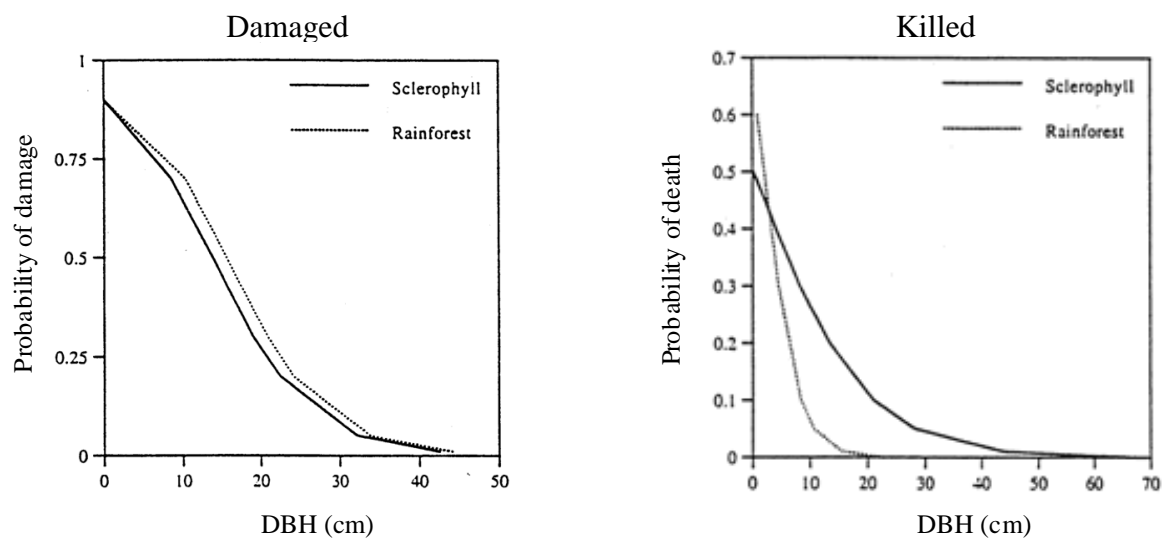 Damaged
1
0.75
0.5
0.25
0
0 10 20 30 40 50
Probability of damage
DBH (cm)
Sclerophyll
Rainforest
Killed
0.7
0.6
0.5
0.4
0.3
0.2
0.1
0
0 10 20 30 40 50 60 70
Probability of death
DBH (cm)
Sclerophyll
Rainforest